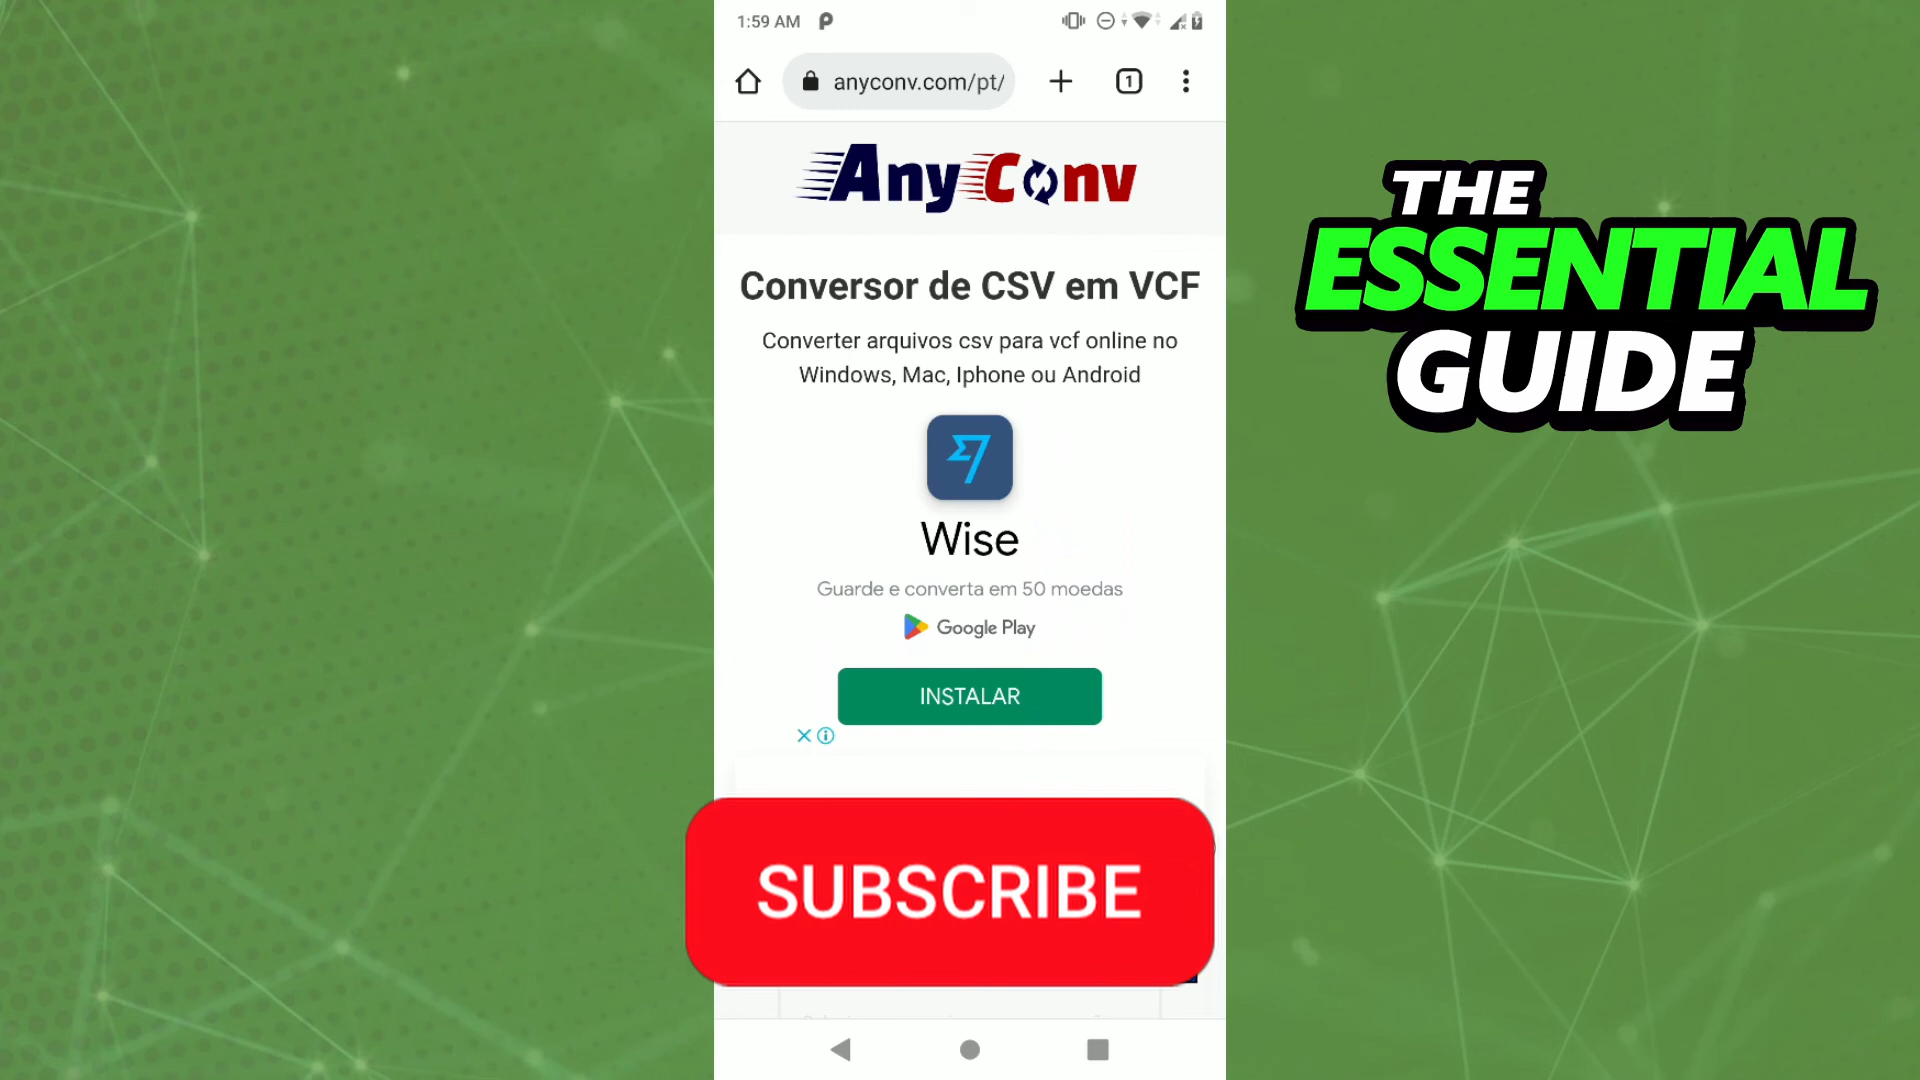 1:59 AM
anyconv.com/pt/
1
AnyConv
Conversor de CSV em VCF
Converter arquivos csv para vcf online no
Windows, Mac, Iphone ou Android
Wise
Guarde e converta em 50 moedas
Google Play
INSTALAR
SUBSCRIBE
THE
ESSENTIAL
GUIDE